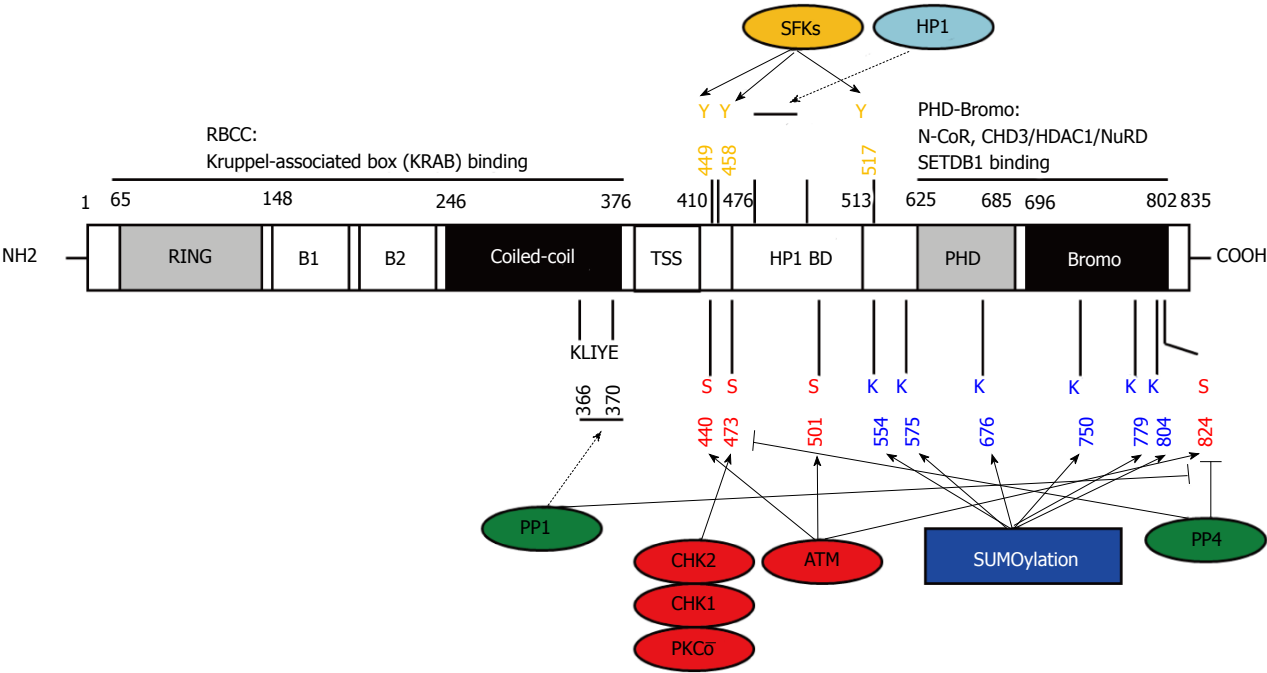 SFKs
HP1
Y Y Y
449 458 517
RBCC:
Kruppel-associated box (KRAB) binding
PHD-Bromo:
N-CoR, CHD3/HDAC1/NuRD
SETDB1 binding
1 65 148 246 376 410 476 513 625 685 696 802 835
NH2 RING B1 B2 Coiled-coil TSS HP1 BD PHD Bromo COOH
KLIYE
366 370
S S S K K K K K K S
440 473 501 554 575 676 750 779 804 824
PP1
CHK2
CHK1
PKCδ
ATM
SUMOylation
PP4